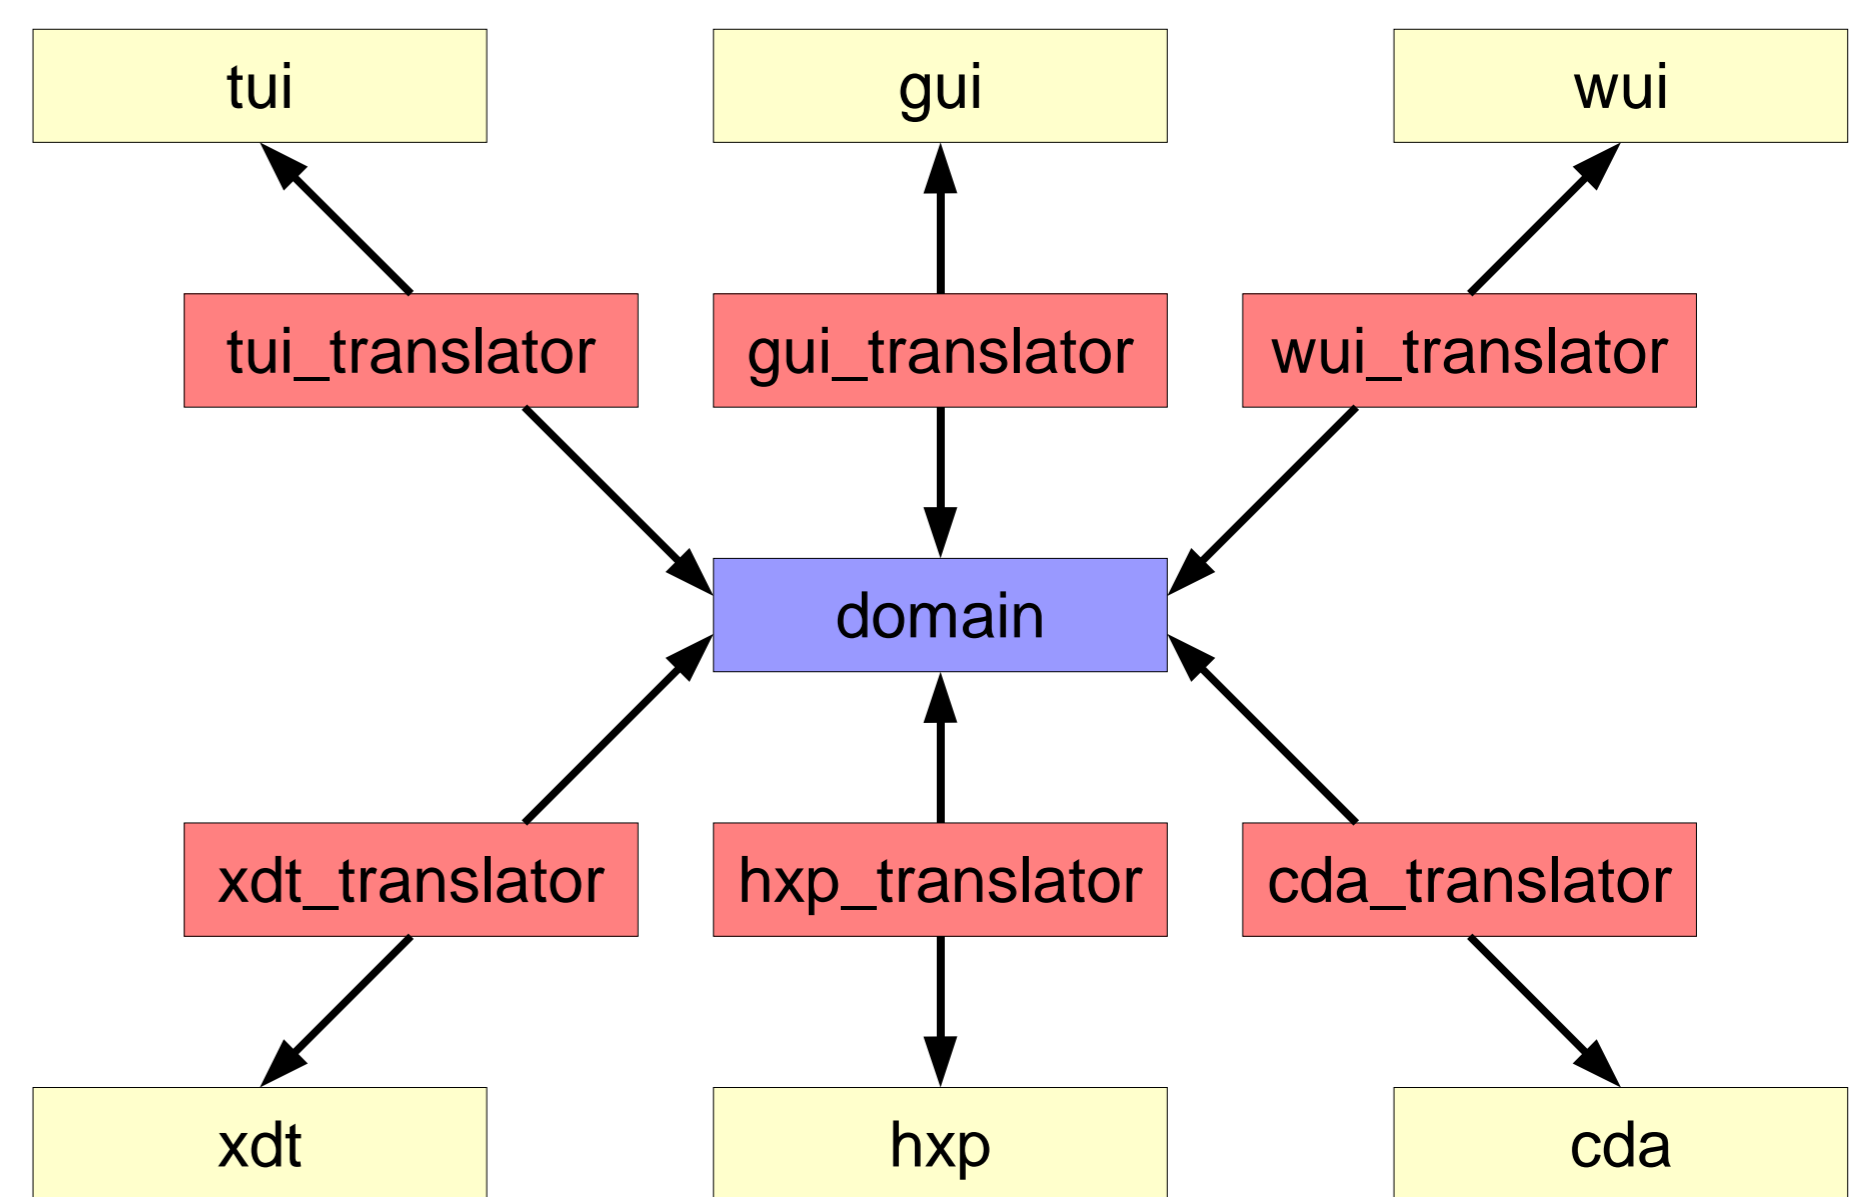 tui
gui
wui
tui_translator
gui_translator
wui_translator
domain
xdt_translator
hxp_translator
cda_translator
xdt
hxp
cda